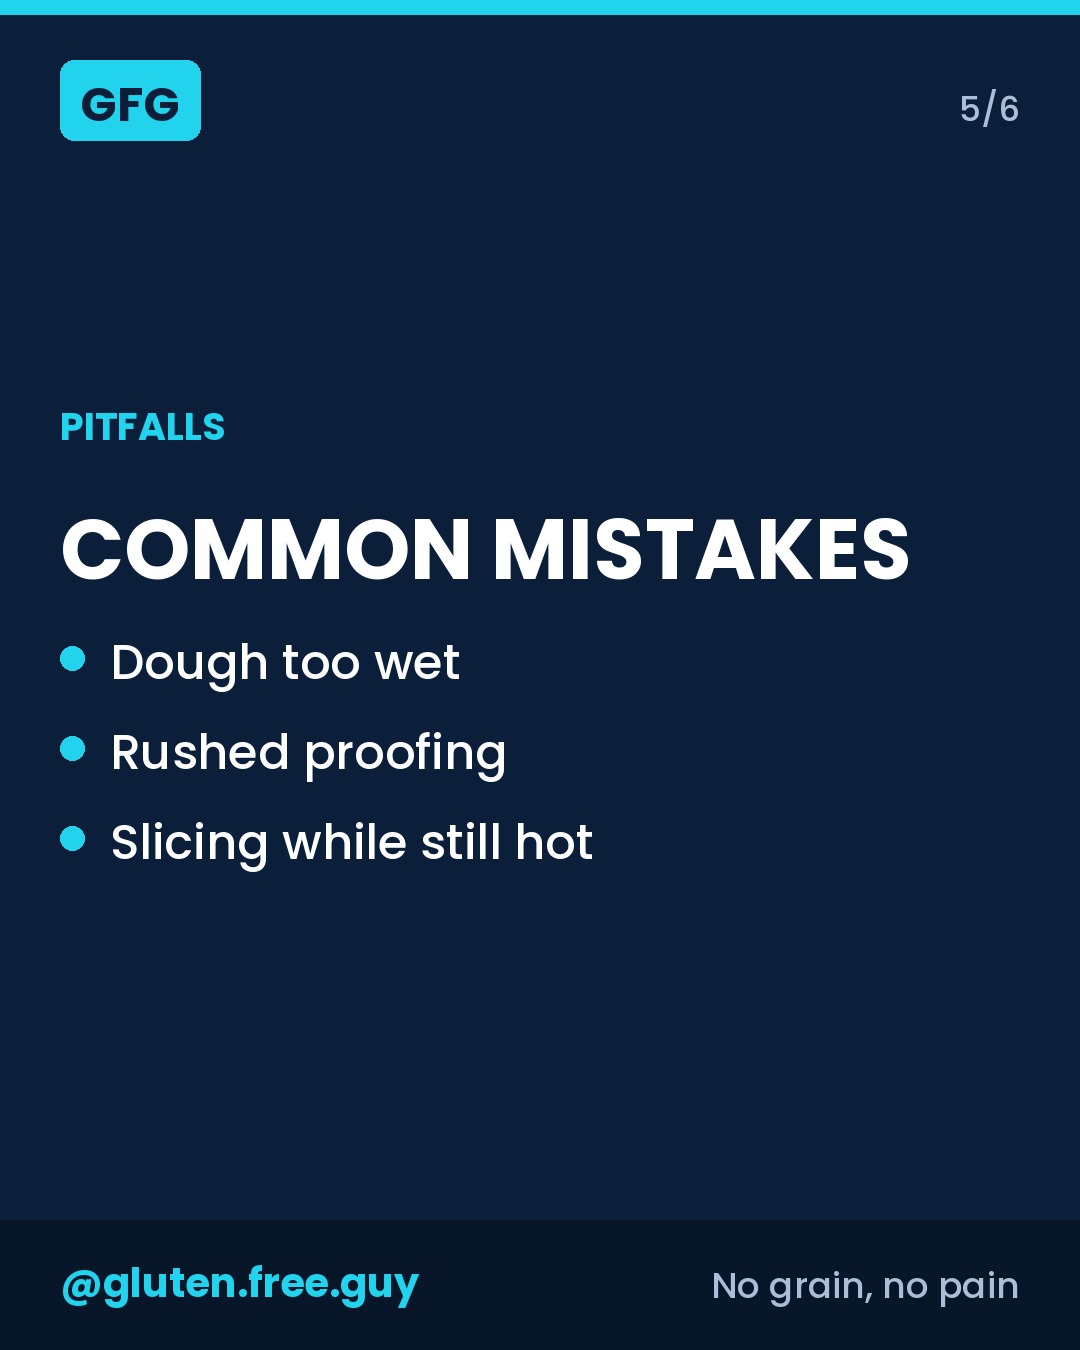 GFG
5/6
PITFALLS
COMMON MISTAKES
Dough too wet
Rushed proofing
Slicing while still hot
@gluten.free.guy
No grain, no pain